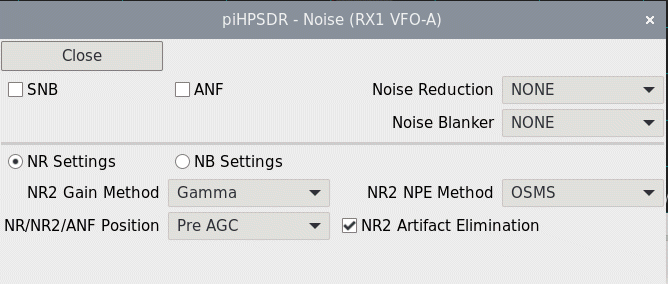 piHPSDR - Noise (RX1 VFO-A)
Close
SNB ANF Noise Reduction NONE
Noise Blanker NONE
NR Settings NB Settings
NR2 Gain Method Gamma NR2 NPE Method OSMS
NR/NR2/ANF Position Pre AGC NR2 Artifact Elimination